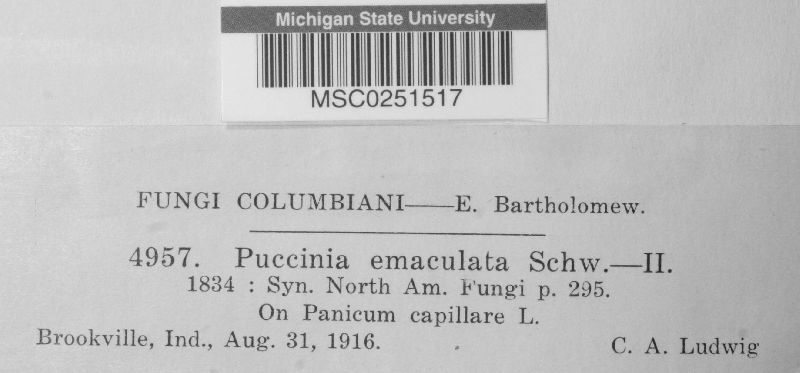 Michigan State University
MSC0251517
FUNGI COLUMBIANI——E. Bartholomew.
4957. Puccinia emaculata Schw.—II.
1834 : Syn. North Am. Fungi p. 295.
On Panicum capillare L.
Brookville, Ind., Aug. 31, 1916. C. A. Ludwig